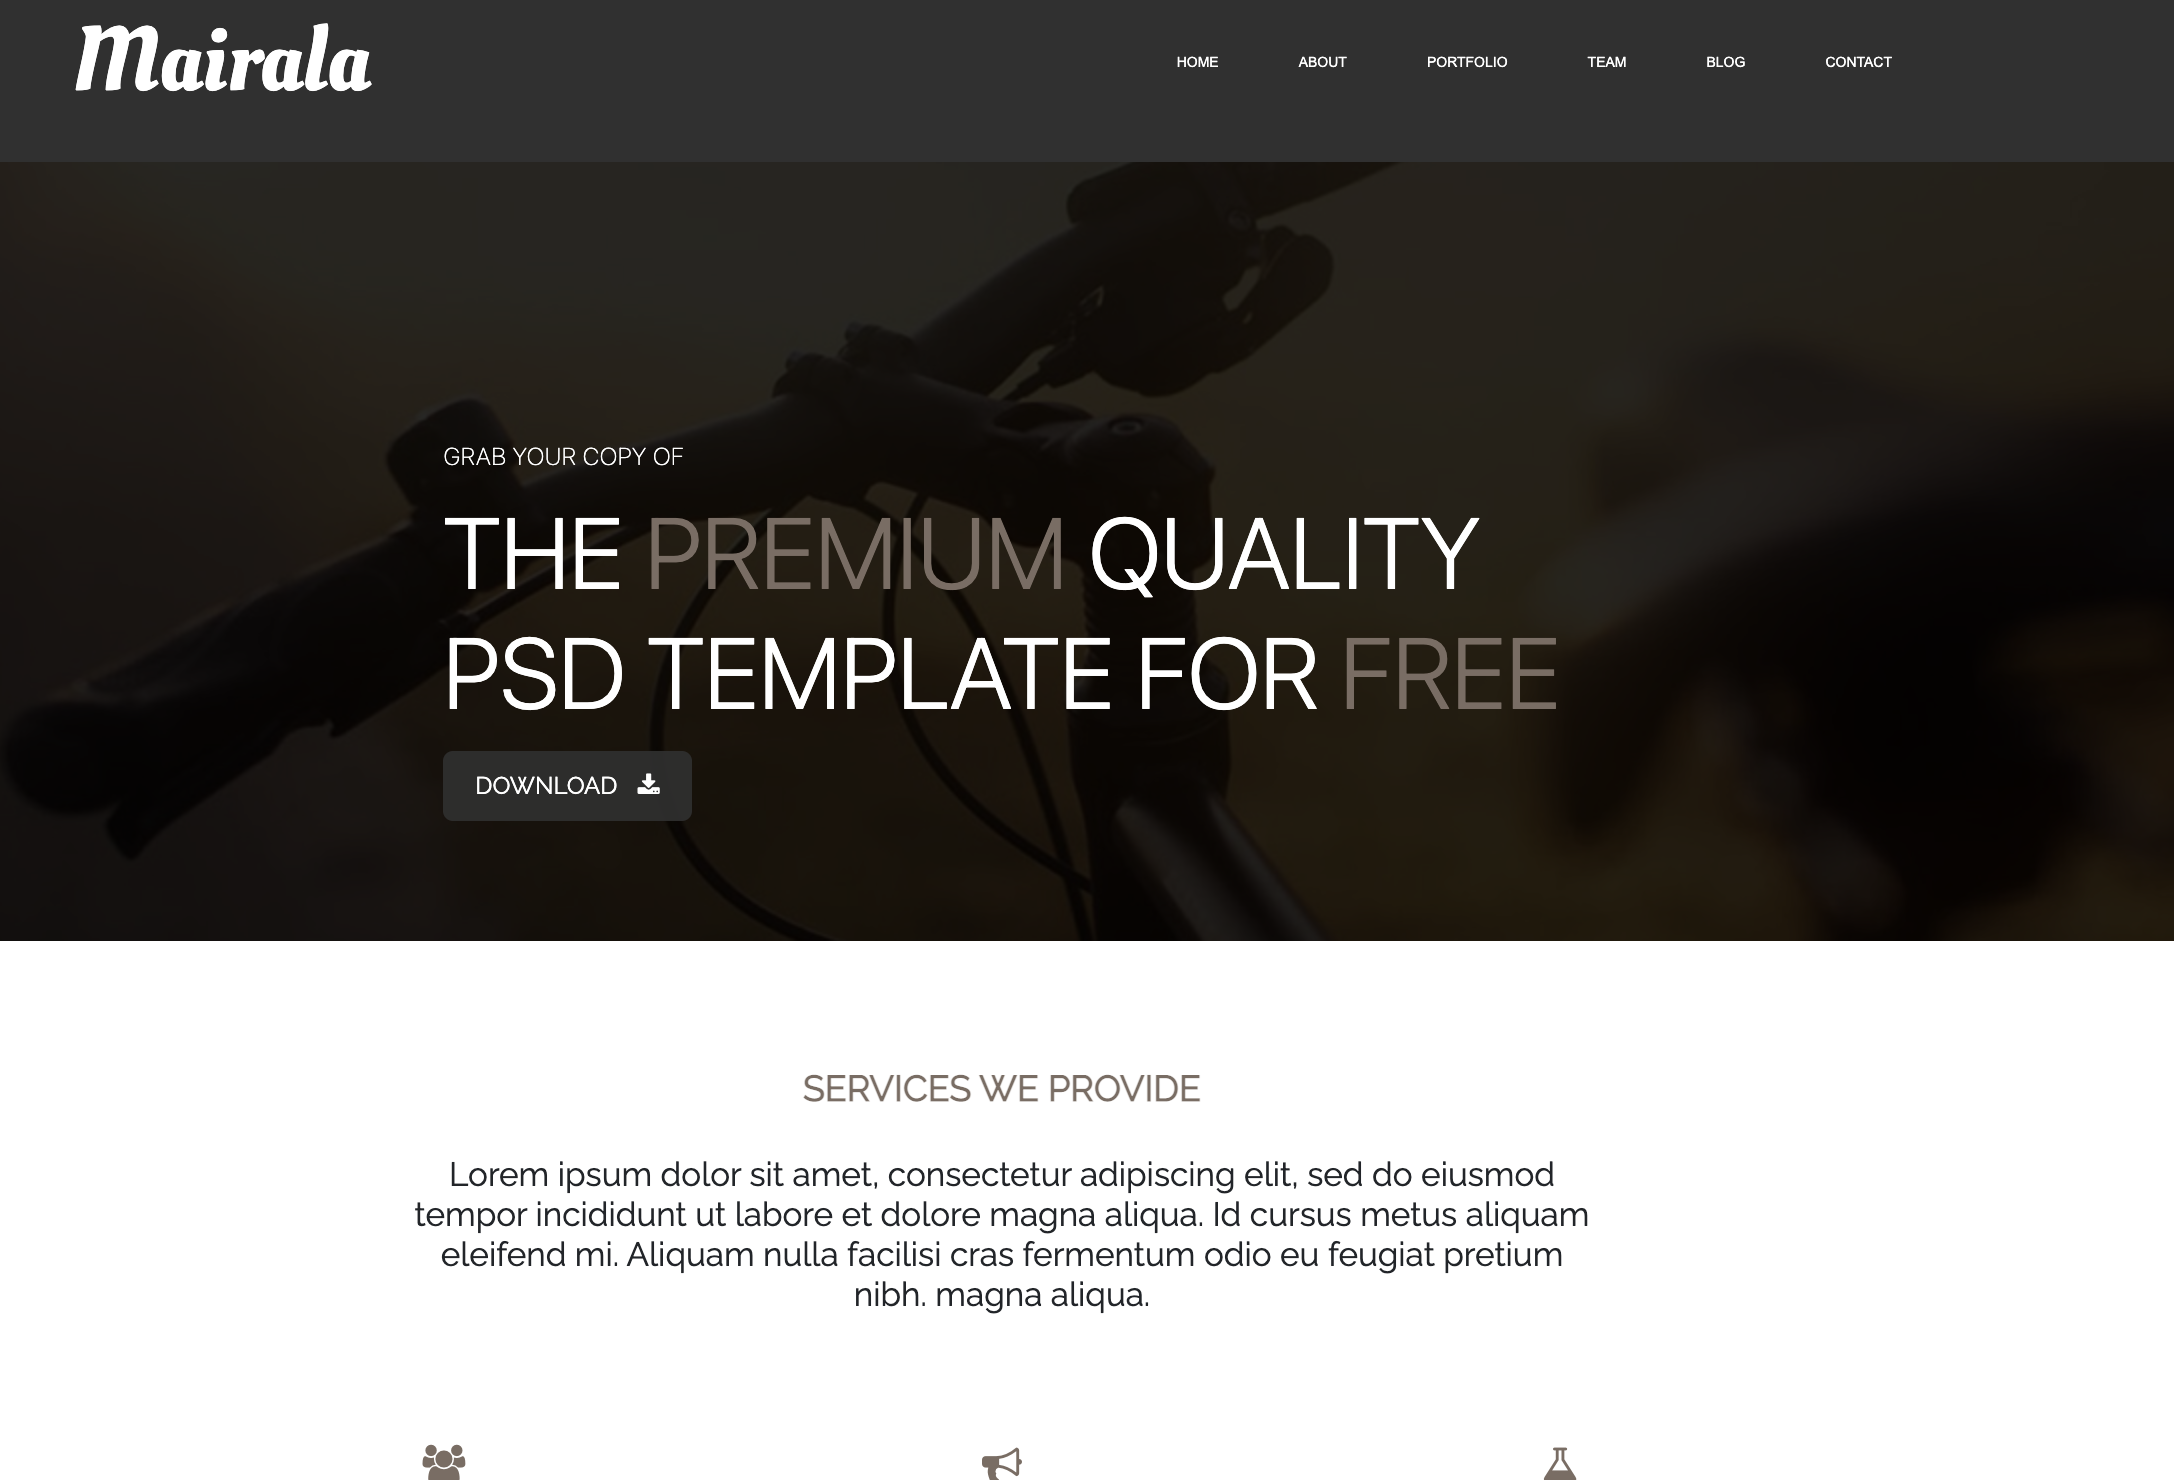 Mairala
HOME ABOUT PORTFOLIO TEAM BLOG CONTACT
GRAB YOUR COPY OF
THE PREMIUM QUALITY
PSD TEMPLATE FOR FREE
DOWNLOAD
SERVICES WE PROVIDE
Lorem ipsum dolor sit amet, consectetur adipiscing elit, sed do eiusmod
tempor incididunt ut labore et dolore magna aliqua. Id cursus metus aliquam
eleifend mi. Aliquam nulla facilisi cras fermentum odio eu feugiat pretium
nibh. magna aliqua.